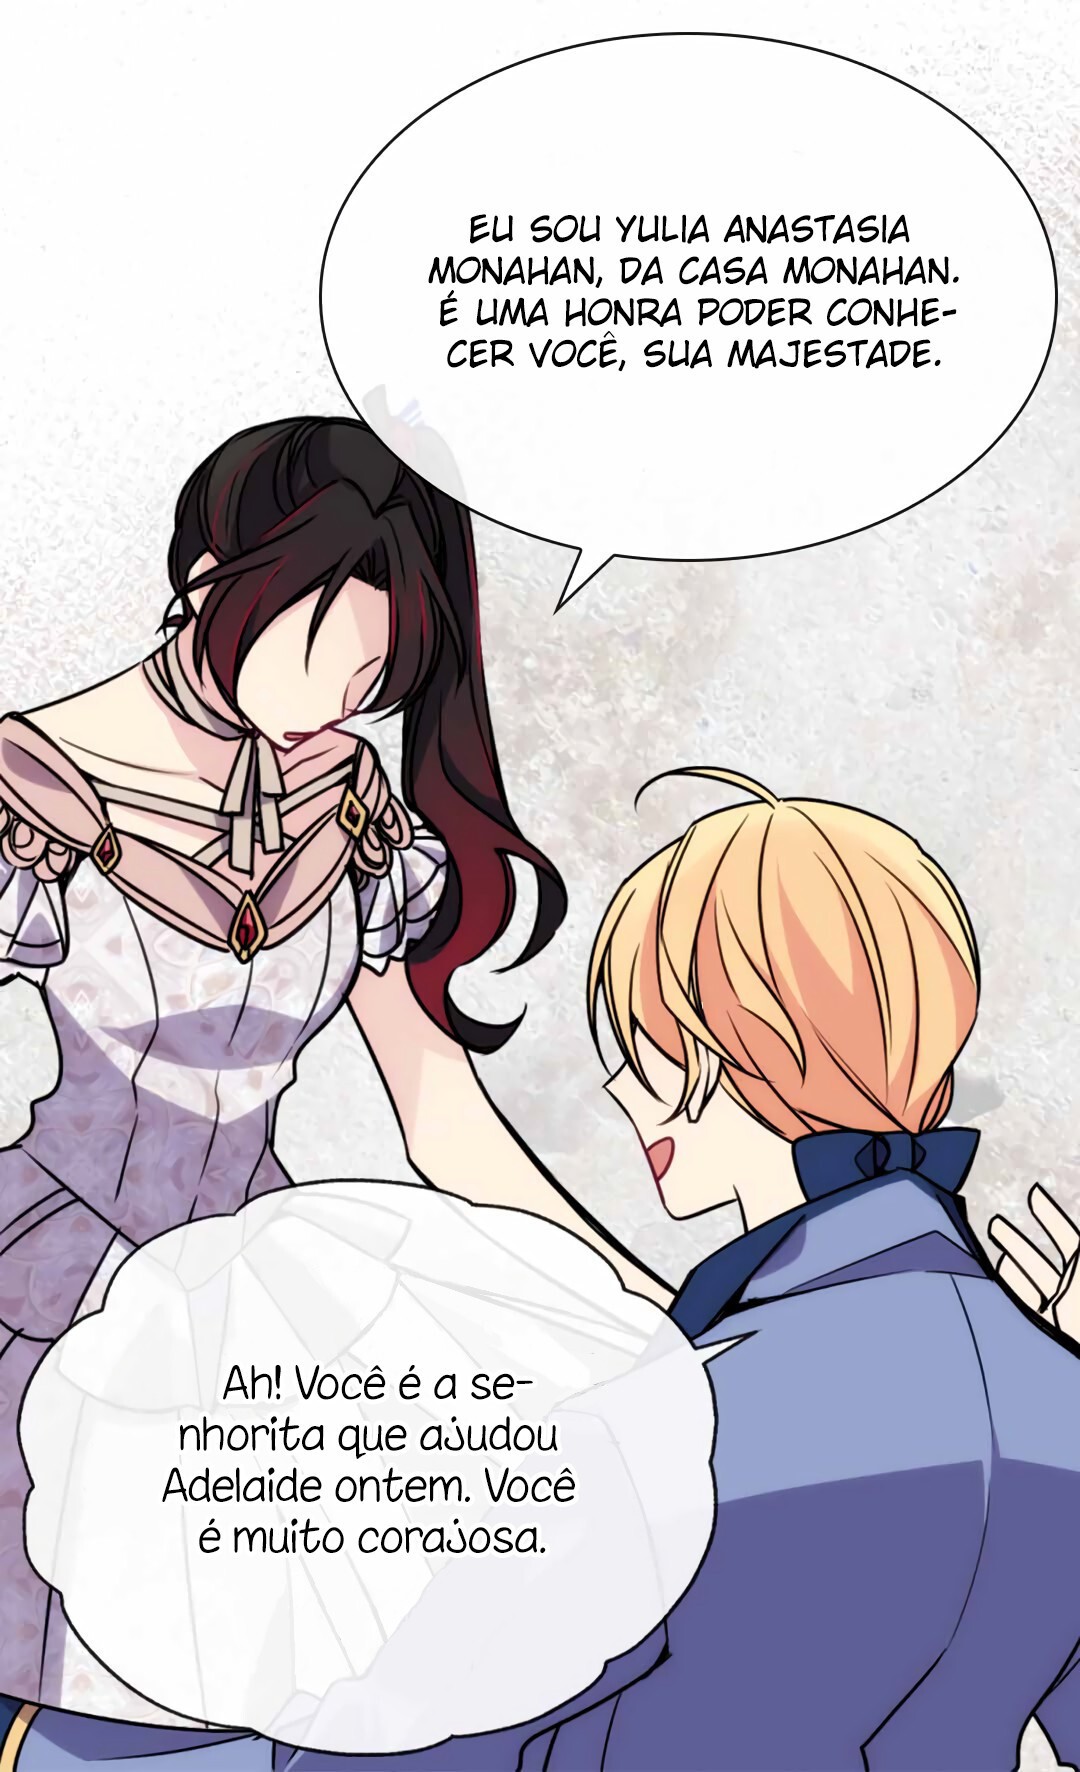 EU SOU YULIA ANASTASIA
MONAHAN, DA CASA MONAHAN.
É UMA HONRA PODER CONHE-
CER VOCÊ, SUA MAJESTADE.
Ah! Você é a se-
nhorita que ajudou
Adelaide ontem. Você
é muito corajosa.